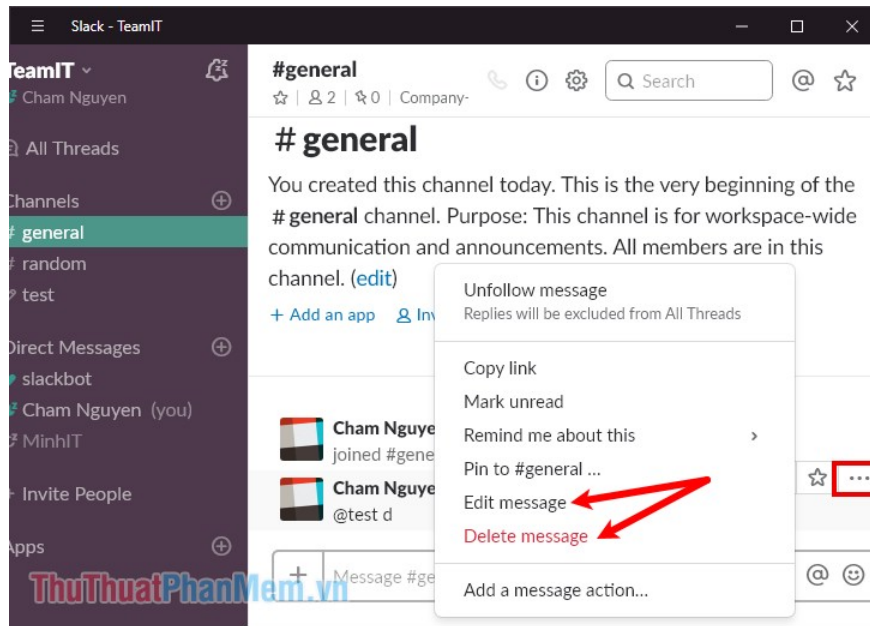 Slack - TeamIT
TeamIT
Cham Nguyen
All Threads
Channels
# general
# random
test
Direct Messages
slackbot
Cham Nguyen (you)
MinhIT
+ Invite People
Apps
#general
2 | 0 | Company-
Search
# general
You created this channel today. This is the very beginning of the
# general channel. Purpose: This channel is for workspace-wide
communication and announcements. All members are in this
channel. (edit)
+ Add an app
Unfollow message
Replies will be excluded from All Threads
Copy link
Mark unread
Remind me about this
Pin to #general ...
Edit message
Delete message
Add a message action...
Cham Nguye
joined #gene
Cham Nguye
@test d
Message #ge
ThuThuatPhanMem.vn